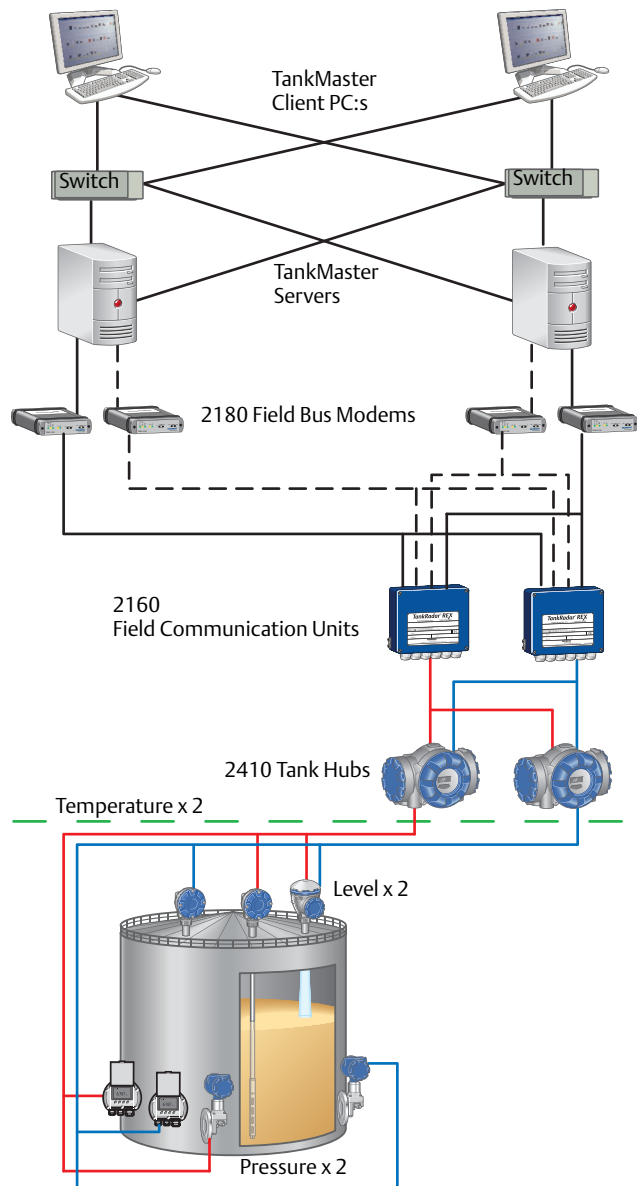 TankMaster
Client PC:s
Switch
Switch
TankMaster
Servers
2180 Field Bus Modems
2160
Field Communication Units
TankRadar REX
TankRadar REX
2410 Tank Hubs
Temperature x 2
Level x 2
Pressure x 2